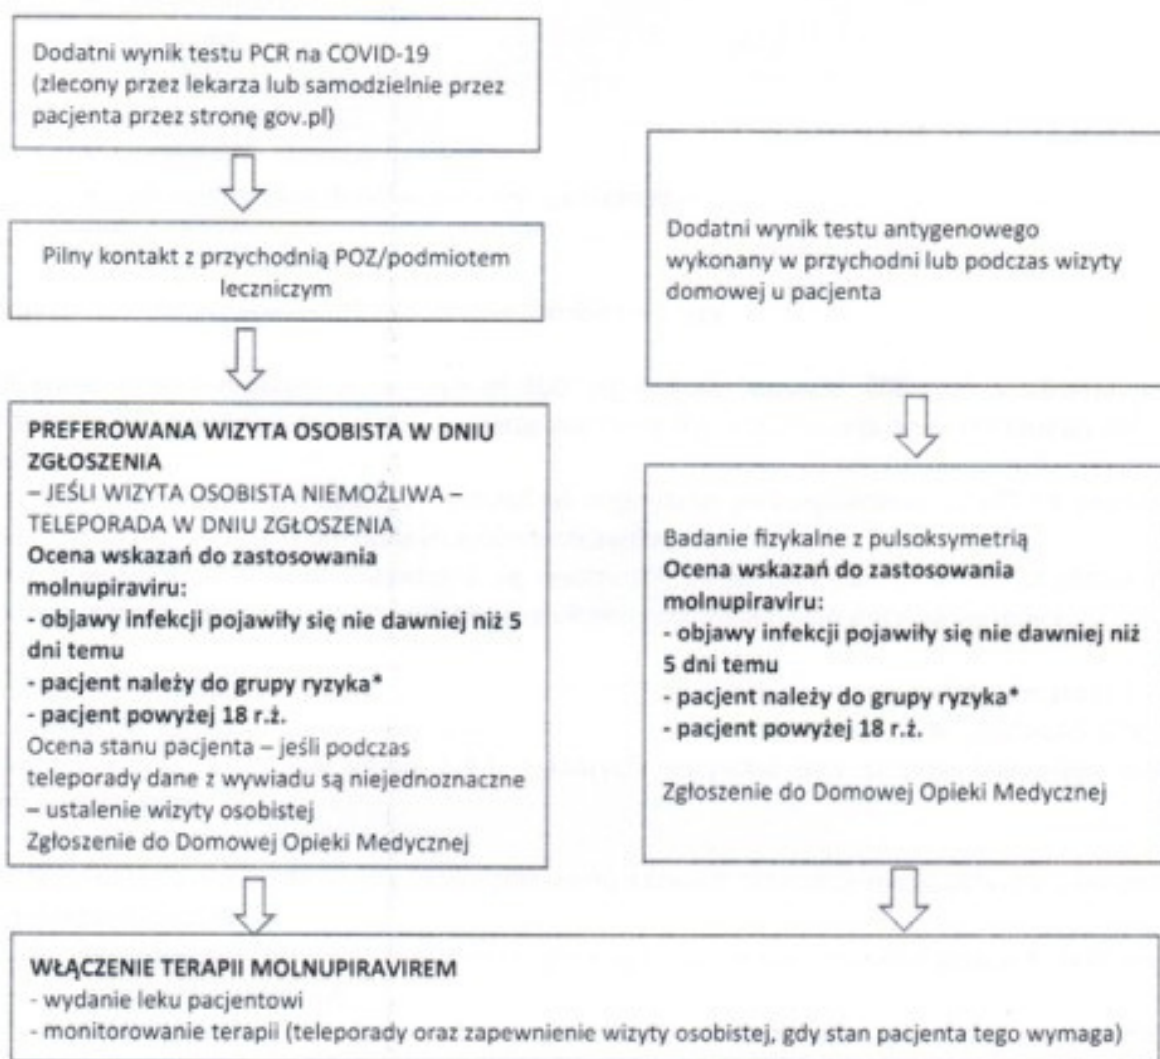 Dodatni wynik testu PCR na COVID-19
(zlecony przez lekarza lub samodzielnie przez
pacjenta przez stronę gov.pl)
Pilny kontakt z przychodnią POZ/podmiotem
leczniczym
PREFEROWANA WIZYTA OSOBISTA W DNIU
ZGŁOSZENIA
– JEŚLI WIZYTA OSOBISTA NIEMOŻLIWA –
TELEPORADA W DNIU ZGŁOSZENIA
Ocena wskazań do zastosowania
molnupiraviru:
- objawy infekcji pojawiły się nie dawniej niż 5
dni temu
- pacjent należy do grupy ryzyka*
- pacjent powyżej 18 r.ż.
Ocena stanu pacjenta – jeśli podczas
teleporady dane z wywiadu są niejednoznaczne
– ustalenie wizyty osobistej
Zgłoszenie do Domowej Opieki Medycznej
Dodatni wynik testu antygenowego
wykonany w przychodni lub podczas wizyty
domowej u pacjenta
Badanie fizykalne z pulsoksymetrią
Ocena wskazań do zastosowania
molnupiraviru:
- objawy infekcji pojawiły się nie dawniej niż
5 dni temu
- pacjent należy do grupy ryzyka*
- pacjent powyżej 18 r.ż.
Zgłoszenie do Domowej Opieki Medycznej
WŁĄCZENIE TERAPII MOLNUPIRAVIREM
- wydanie leku pacjentowi
- monitorowanie terapii (teleporady oraz zapewnienie wizyty osobistej, gdy stan pacjenta tego wymaga)